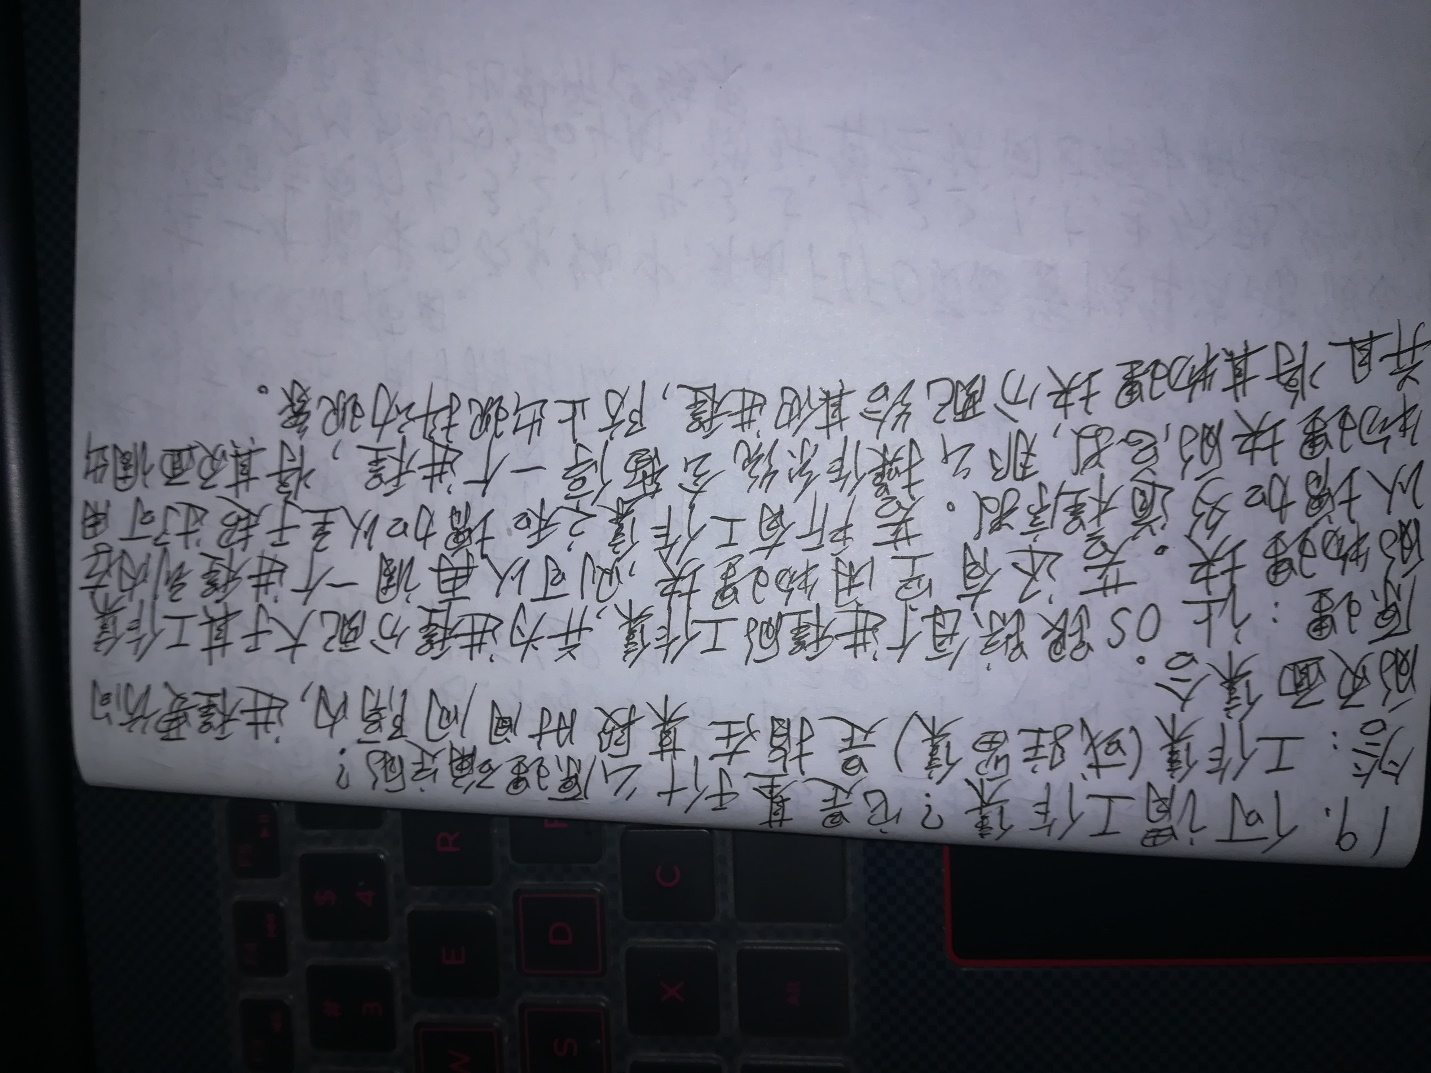 19. 何谓工作集？它是基于什么原理确定的？
答：工作集(或驻留集)是指在某段时间间隔内，进程要访问
的页面集合。
原理：让OS跟踪每个进程的工作集，并为进程分配大于其工作集
的物理块。若还有空闲物理块，则可以再调一个进程到内存
以增加多道程序数。若所有工作集之和增加以至于超过可用
物理块的总数，那么操作系统会暂停一个进程，将其页面调出
并且将其物理块分配给其他进程，防止出现抖动现象。
R
F
C
$
4
E
D
X
#
3
W
S
Alt